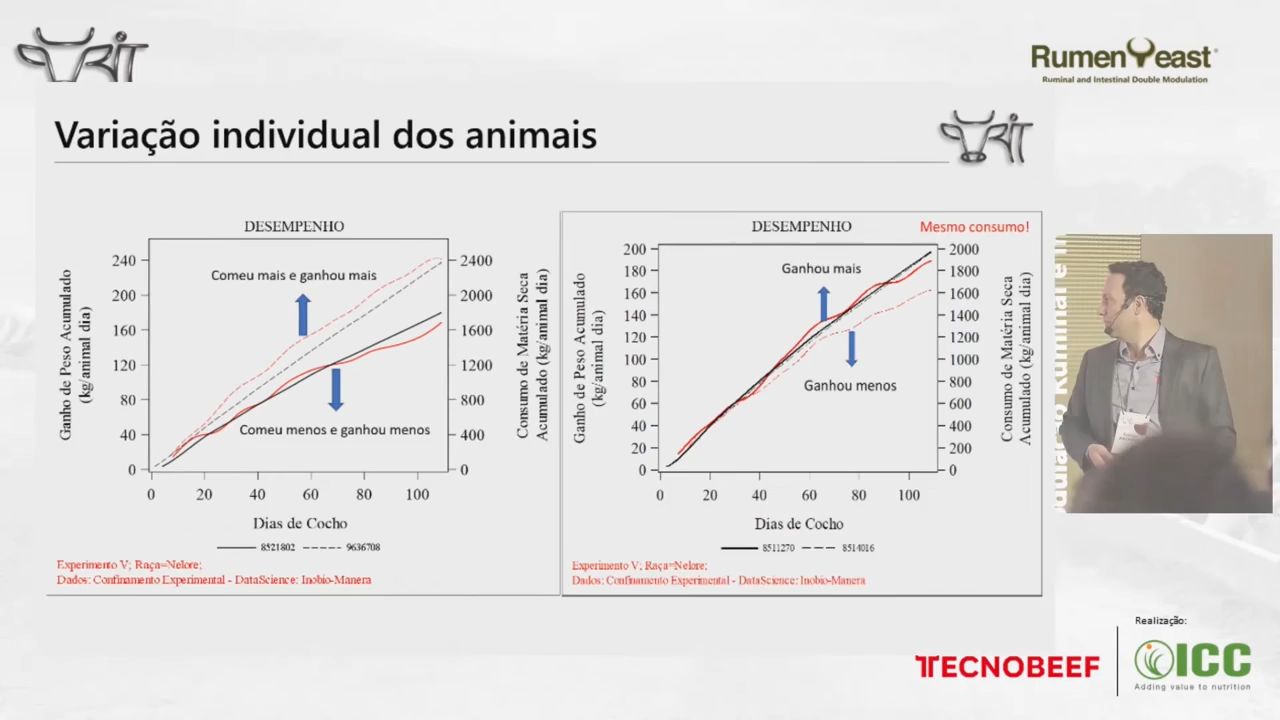 RIT
RumenYeast
Ruminal and Intestinal Double Modulation
Variação individual dos animais
RIT
DESEMPENHO
Ganho de Peso Acumulado
(kg/animal dia)
240
200
160
120
80
40
0
2400
2000
1600
1200
800
400
0
Consumo de Matéria Seca
Acumulado (kg/animal dia)
Comeu mais e ganhou mais
Comeu menos e ganhou menos
0 20 40 60 80 100
Dias de Cocho
8521802 9636708
Experimento V; Raça=Nelore;
Dados: Confinamento Experimental - DataScience: Inobio-Manera
DESEMPENHO
Mesmo consumo!
Ganho de Peso Acumulado
(kg/animal dia)
200
180
160
140
120
100
80
60
40
20
0
2000
1800
1600
1400
1200
1000
800
600
400
200
0
Consumo de Matéria Seca
Acumulado (kg/animal dia)
Ganhou mais
Ganhou menos
0 20 40 60 80 100
Dias de Cocho
8511270 8514016
Experimento V; Raça=Nelore;
Dados: Confinamento Experimental - DataScience: Inobio-Manera
Realização:
TECNOBEEF
ICC
Adding value to nutrition